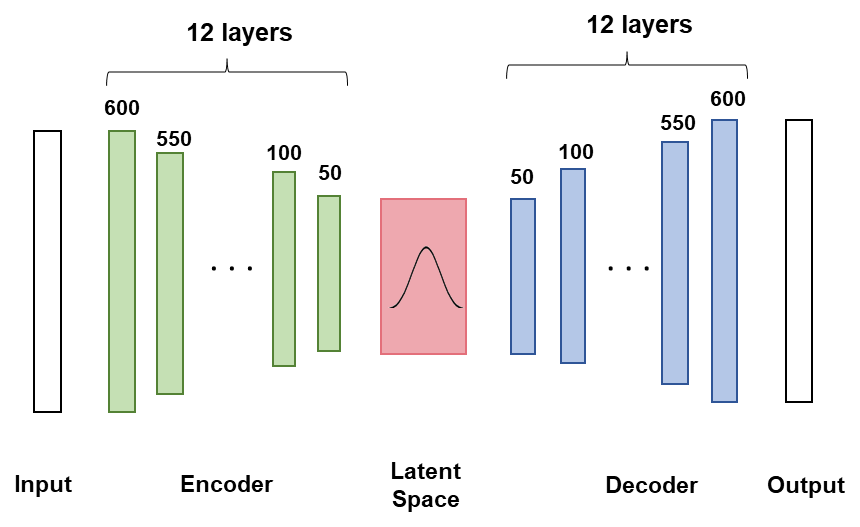 12 layers
12 layers
600
550
. . .
100
50
50
100
. . .
550
600
Input
Encoder
Latent
Space
Decoder
Output